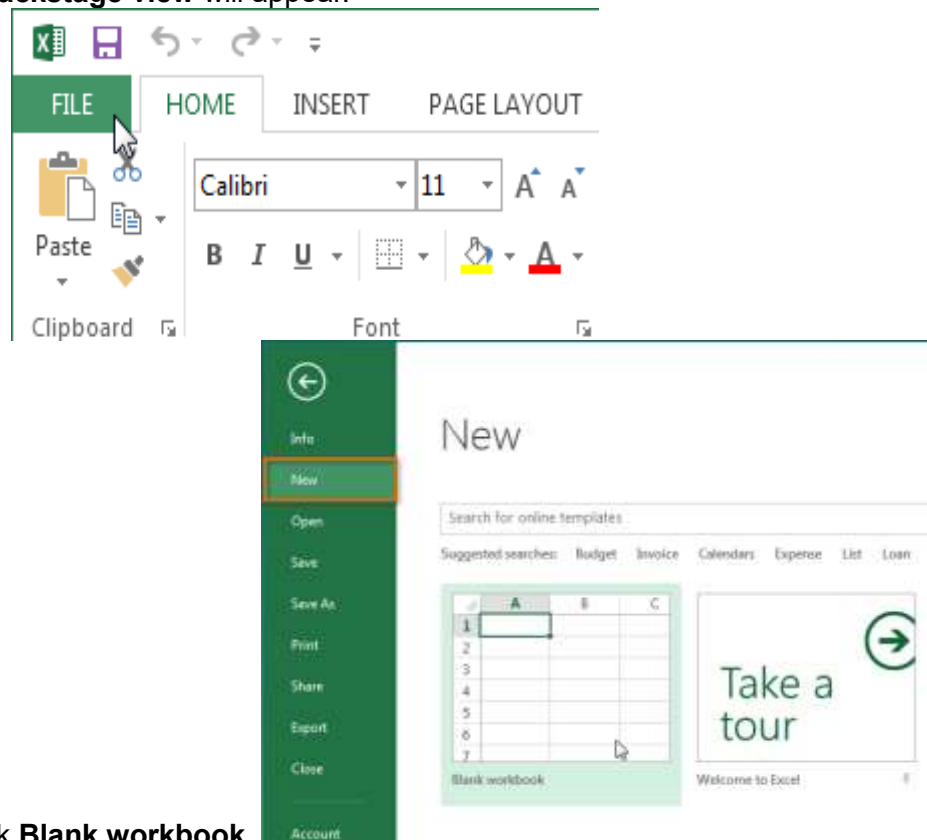 Backstage view will appear.
FILE HOME INSERT PAGE LAYOUT
Calibri 11 A A
Paste B I U A
Clipboard Font
Info
New
New
Open
Search for online templates
Suggested searches: Budget Invoice Calendars Expense List Loan
Save
Save As
A B C
1
Print
2
3
Share
4
Take a
5
tour
Export
6
7
Close
Blank workbook Welcome to Excel
Account
Blank workbook